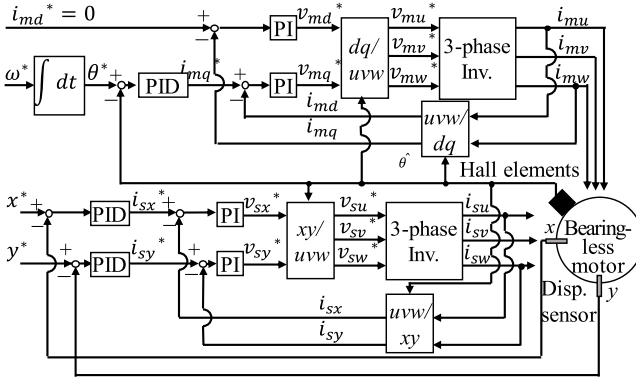 i_md* = 0
+
−
PI
v_md*
dq/
uvw
v_mu*
v_mv*
v_mw*
3-phase
Inv.
i_mu
i_mv
i_mw
ω*
∫ dt
θ*
+
−
PID
i_mq*
+
−
PI
v_mq*
i_md
i_mq
uvw/
dq
θ^
Hall elements
x*
+
−
PID
i_sx*
+
−
PI
v_sx*
xy/
uvw
v_su*
v_sv*
v_sw*
3-phase
Inv.
i_su
i_sv
i_sw
y*
+
−
PID
i_sy*
+
−
PI
v_sy*
i_sx
i_sy
uvw/
xy
x
Bearing-
less
motor
Disp.
sensor
y